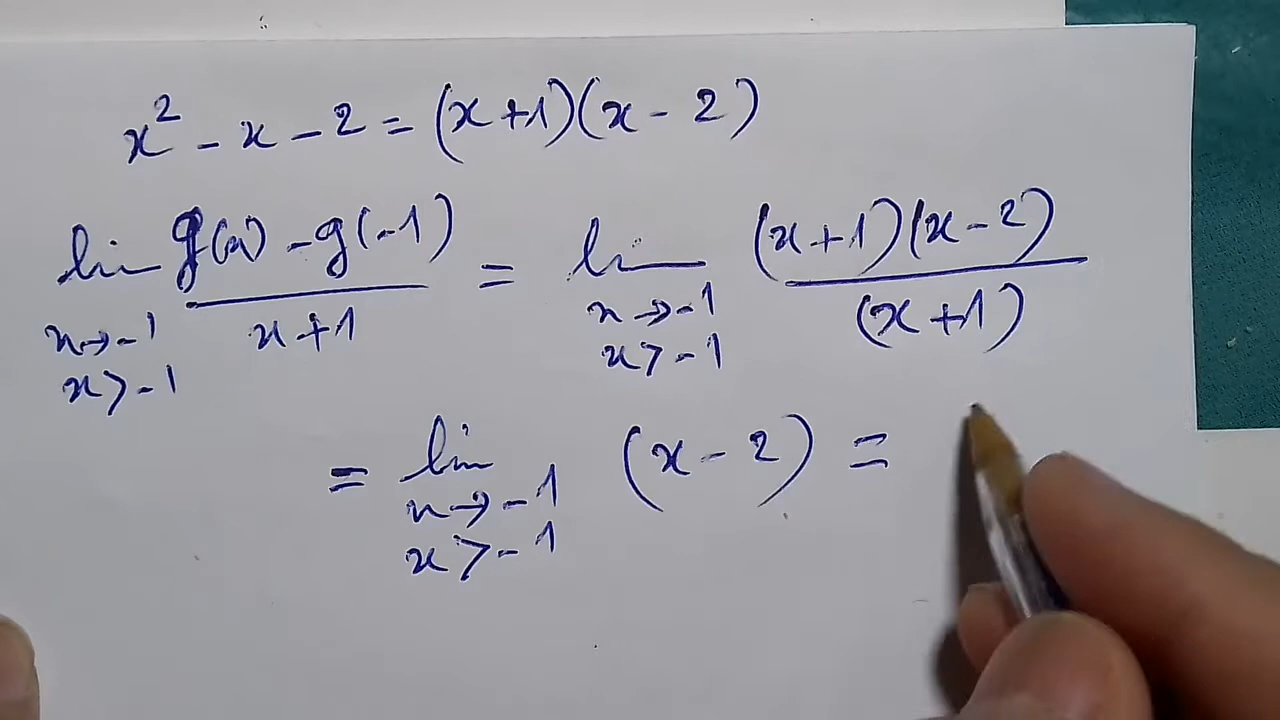 x² - x - 2 = (x+1)(x-2)
lim g(x) - g(-1) / x+1 = lim (x+1)(x-2) / (x+1)
x→-1 x→-1
x>-1 x>-1
= lim (x-2) =
x→-1
x>-1